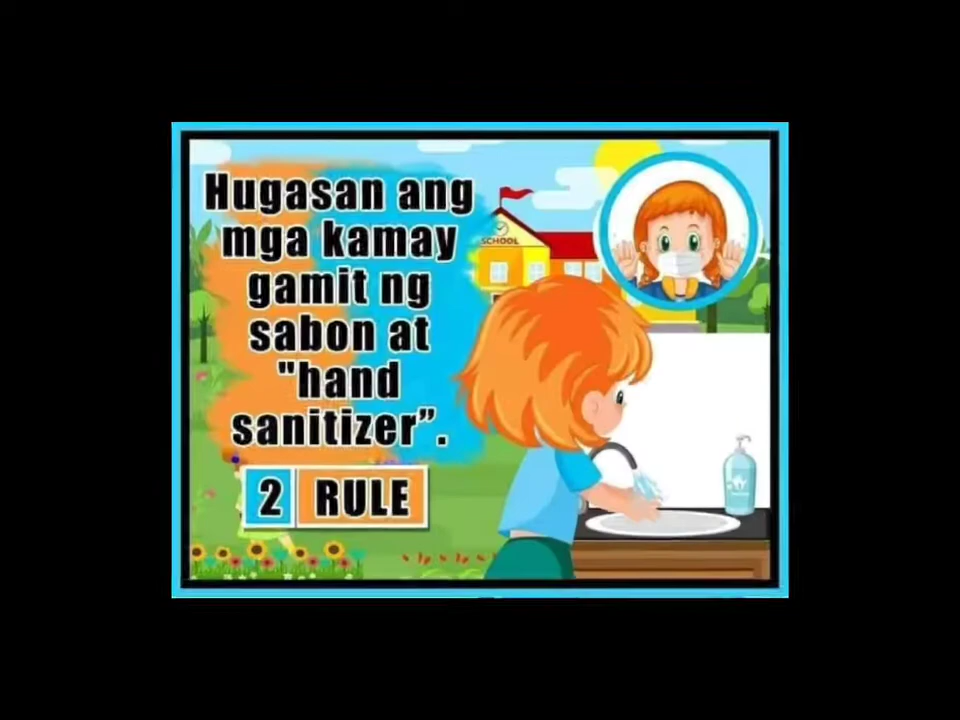 Hugasan ang
mga kamay
gamit ng
sabon at
"hand
sanitizer”.
2 RULE
SCHOOL